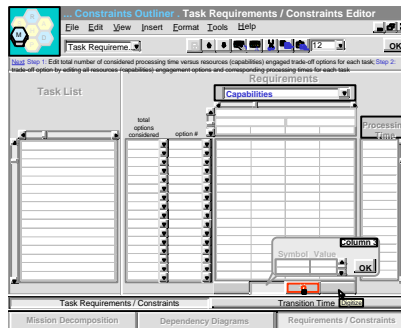 ... Constraints Outliner . Task Requirements / Constraints Editor
M
D
File Edit View Insert Format Tools Help
Task Requireme..
12
OK
Next Step 1: Edit total number of considered processing time versus resources (capabilities) engaged trade-off options for each task; Step 2:
trade-off option by editing all resources (capabilities) engagement options and corresponding processing times for each task
Task List
Requirements
Capabilities
total
options
considered
option #
Processin
Time
Column 3
Symbol Value
OK
Task Requirements / Constraints
Transition Time
Digitize
Mission Decomposition
Dependency Diagrams
Requirements / Constraints